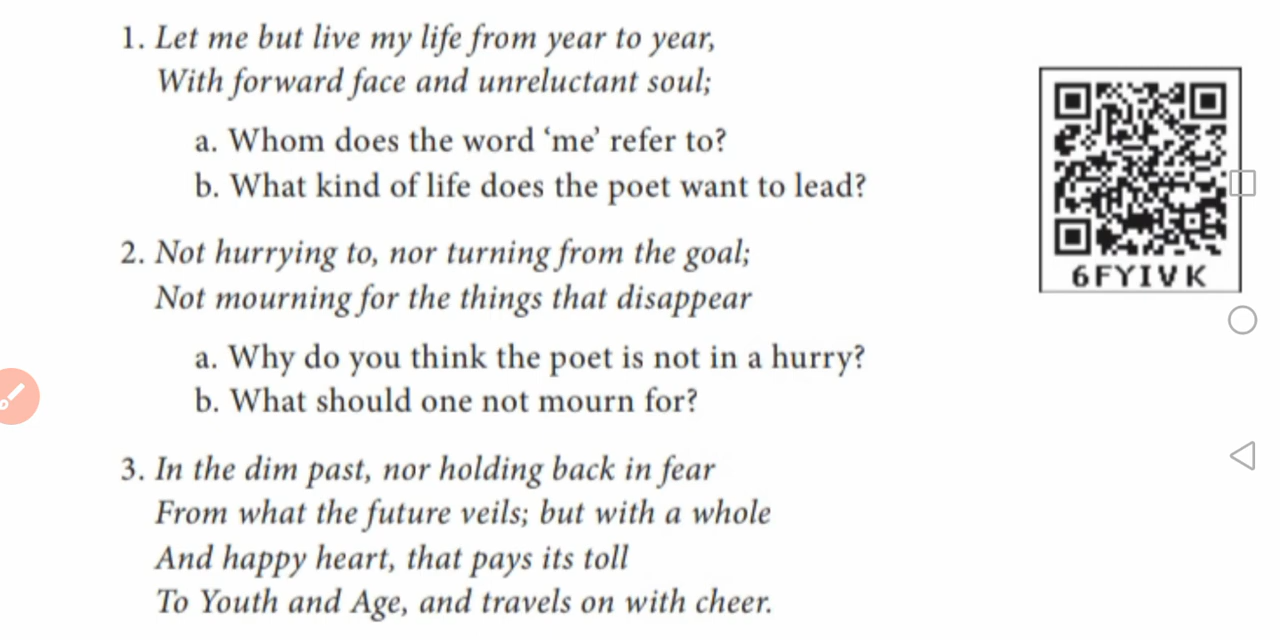 1. Let me but live my life from year to year,
With forward face and unreluctant soul;
a. Whom does the word ‘me’ refer to?
b. What kind of life does the poet want to lead?
2. Not hurrying to, nor turning from the goal;
Not mourning for the things that disappear
a. Why do you think the poet is not in a hurry?
b. What should one not mourn for?
3. In the dim past, nor holding back in fear
From what the future veils; but with a whole
And happy heart, that pays its toll
To Youth and Age, and travels on with cheer.
6FYIVK